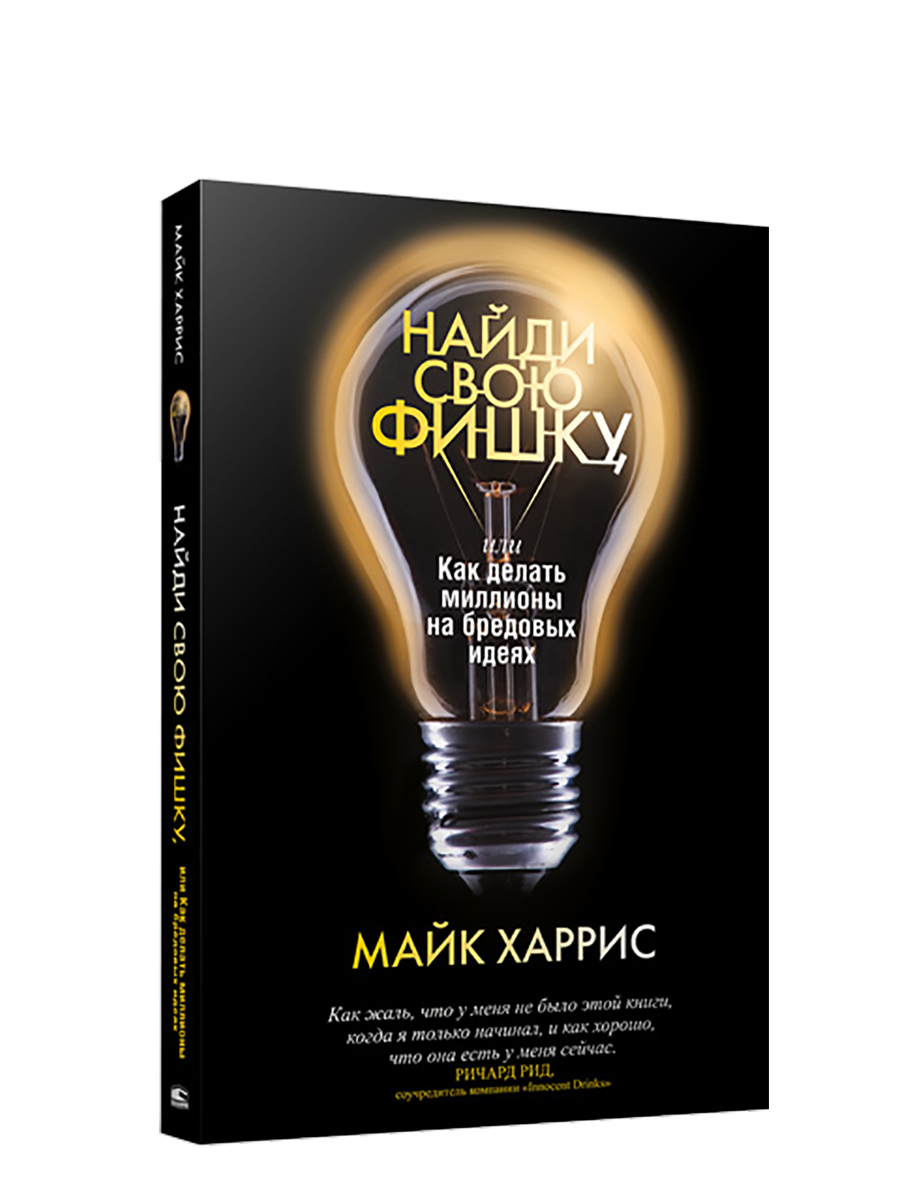 МАЙК ХАРРИС
НАЙДИ СВОЮ ФИШКУ,
или Как делать миллионы
на бредовых идеях
НАЙДИ
СВОЮ
ФИШКУ,
или
Как делать
миллионы
на бредовых
идеях
МАЙК ХАРРИС
Как жаль, что у меня не было этой книги,
когда я только начинал, и как хорошо,
что она есть у меня сейчас.
РИЧАРД РИД,
соучредитель компании «Innocent Drinks»